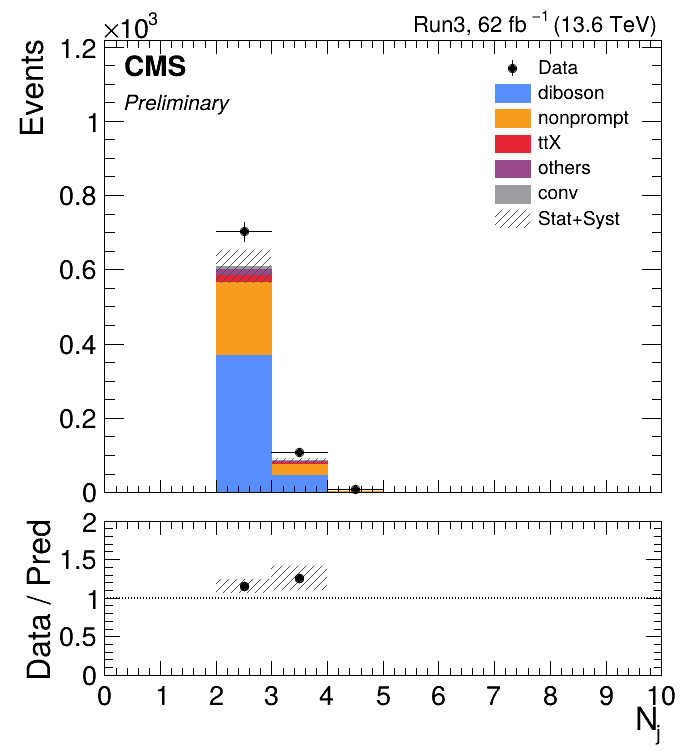 ×10³
Run3, 62 fb⁻¹ (13.6 TeV)
Events
1.2
1
0.8
0.6
0.4
0.2
0
CMS
Preliminary
Data
diboson
nonprompt
ttX
others
conv
Stat+Syst
Data / Pred
2
1.5
1
0.5
0
0 1 2 3 4 5 6 7 8 9 10
N_j